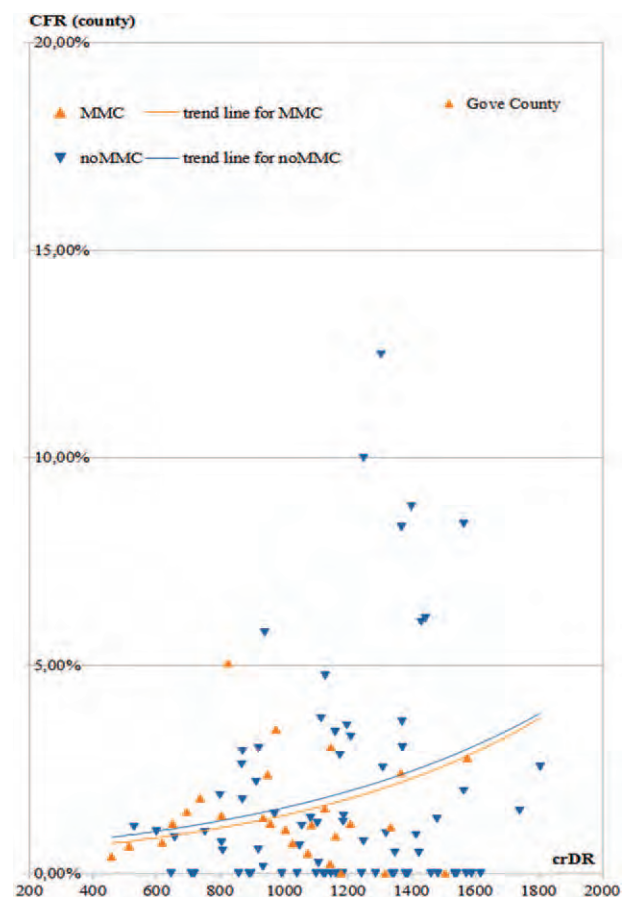 CFR (county)
20,00%
MMC trend line for MMC Gove County
noMMC trend line for noMMC
15,00%
10,00%
5,00%
0,00%
crDR
200 400 600 800 1000 1200 1400 1600 1800 2000